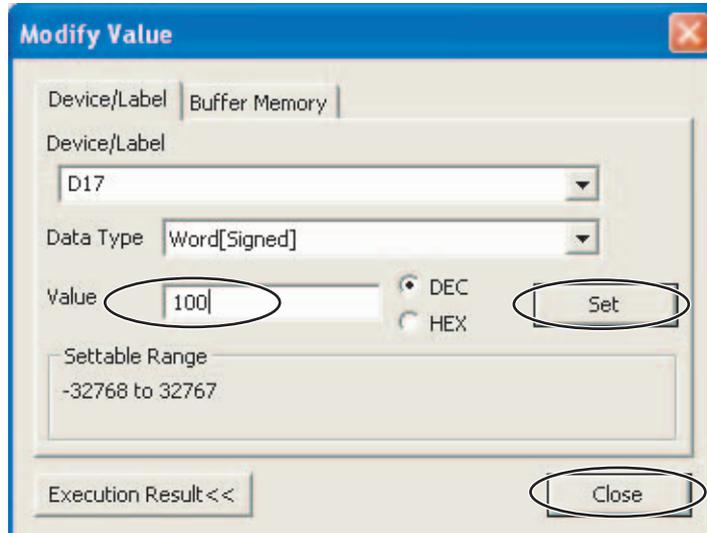 Modify Value
Device/Label Buffer Memory
Device/Label
D17
Data Type Word[Signed]
Value 100 DEC Set
HEX
Settable Range
-32768 to 32767
Execution Result<< Close